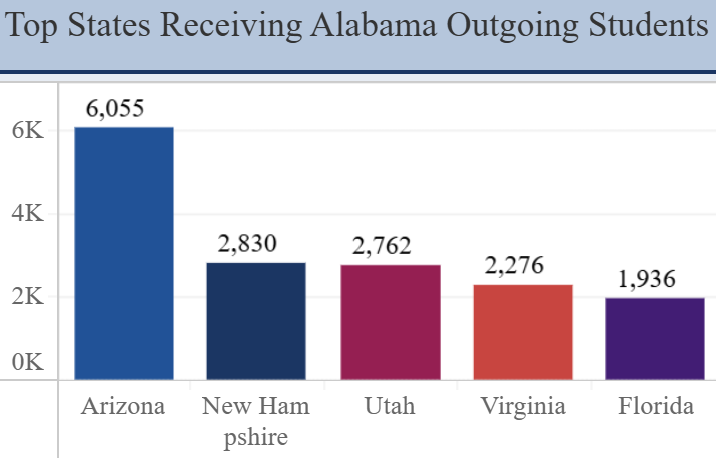 Top States Receiving Alabama Outgoing Students
6,055
6K
4K
2,830
2,762
2,276
1,936
2K
0K
Arizona
New Ham
pshire
Utah
Virginia
Florida